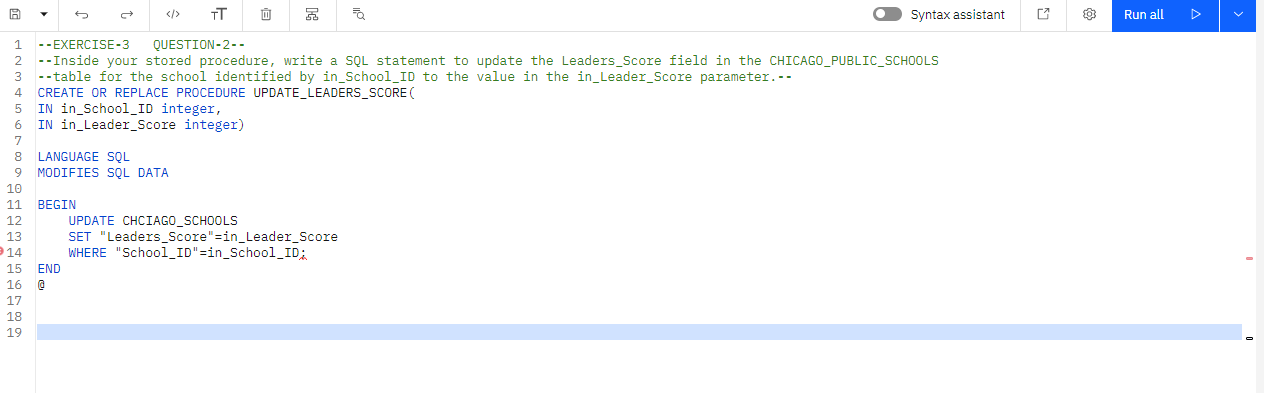 </> тT Syntax assistant Run all
1 --EXERCISE-3   QUESTION-2--
2 --Inside your stored procedure, write a SQL statement to update the Leaders_Score field in the CHICAGO_PUBLIC_SCHOOLS
3 --table for the school identified by in_School_ID to the value in the in_Leader_Score parameter.--
4 CREATE OR REPLACE PROCEDURE UPDATE_LEADERS_SCORE(
5 IN in_School_ID integer,
6 IN in_Leader_Score integer)
7
8 LANGUAGE SQL
9 MODIFIES SQL DATA
10
11 BEGIN
12     UPDATE CHCIAGO_SCHOOLS
13     SET "Leaders_Score"=in_Leader_Score
14     WHERE "School_ID"=in_School_ID;
15 END
16 @
17
18
19